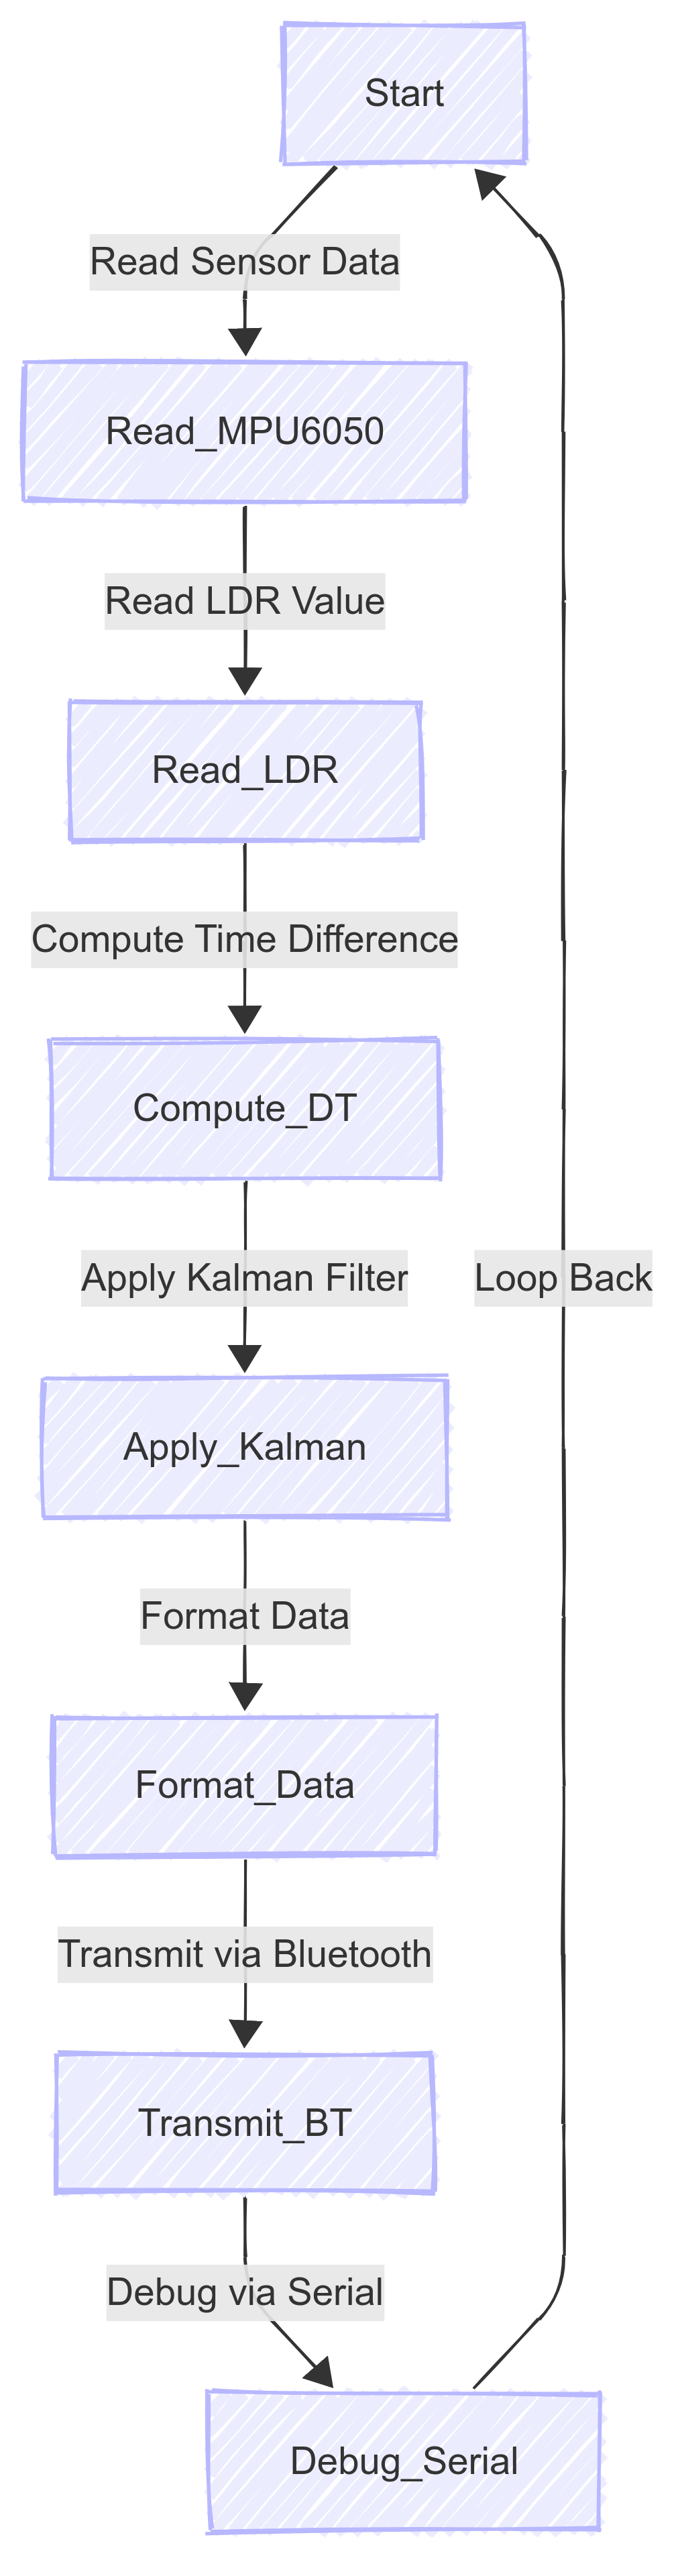 Start
Read Sensor Data
Read_MPU6050
Read LDR Value
Read_LDR
Compute Time Difference
Compute_DT
Apply Kalman Filter
Loop Back
Apply_Kalman
Format Data
Format_Data
Transmit via Bluetooth
Transmit_BT
Debug via Serial
Debug_Serial